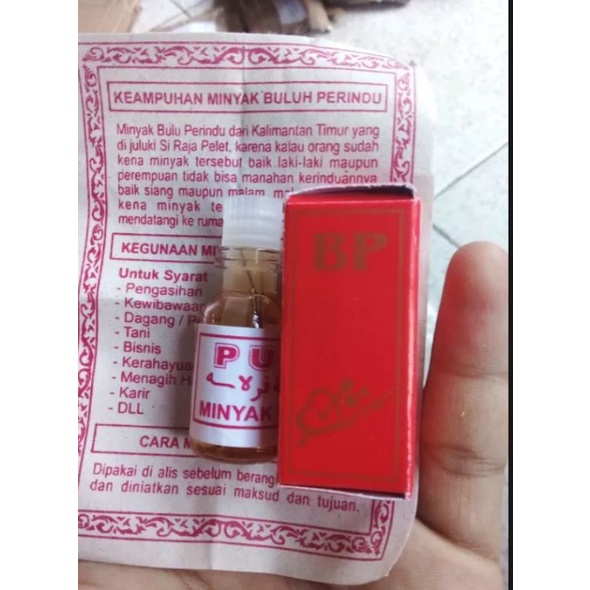 KEAMPUHAN MINYAK BULUH PERINDU
Minyak Bulu Perindu dari Kalimantan Timur yang
di juluki Si Raja Pelet, karena kalau orang sudah
kena minyak tersebut baik laki-laki maupun
perempuan tidak bisa manahan kerinduannya
baik siang maupun malam,
kena minyak
mendatangi ke
KEGUNAAN
Untuk Syarat
- Pengasihan
- Kewibawaan
- Dagang /
- Tani
- Bisnis
- Kerahayuan
- Menagih
- Karir
- DLL
CARA
Dipakai di alis sebelum
dan diniatkan sesuai maksud dan tujuan.
PU
MINYAK
BP